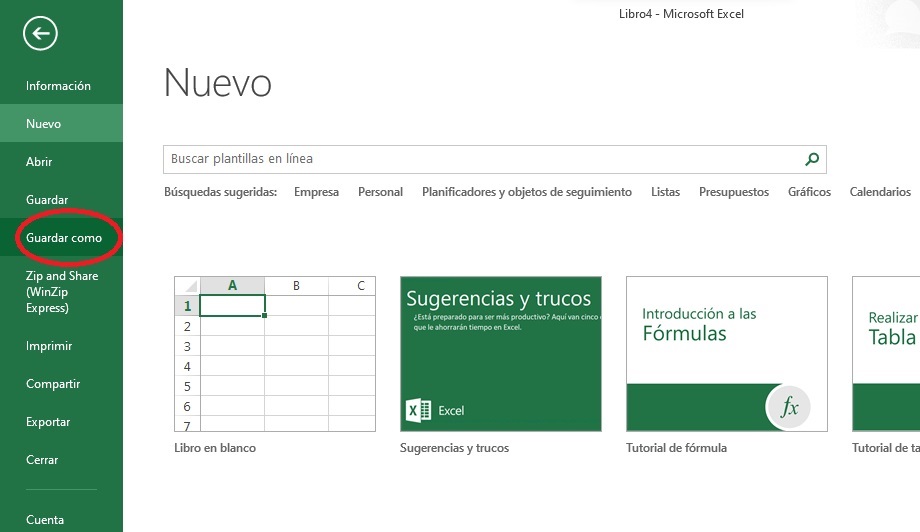 Libro4 - Microsoft Excel
Información
Nuevo
Abrir
Guardar
Guardar como
Zip and Share
(WinZip
Express)
Imprimir
Compartir
Exportar
Cerrar
Cuenta
Nuevo
Buscar plantillas en línea
Búsquedas sugeridas: Empresa Personal Planificadores y objetos de seguimiento Listas Presupuestos Gráficos Calendarios
A B C
1
2
3
4
5
6
7
Libro en blanco
Sugerencias y trucos
¿Está preparado para ser más productivo? Aquí van cinco
que le ahorrarán tiempo en Excel.
X Excel
Sugerencias y trucos
Introducción a las
Fórmulas
fx
Tutorial de fórmula
Realizar
Tabla
Tutorial de ta